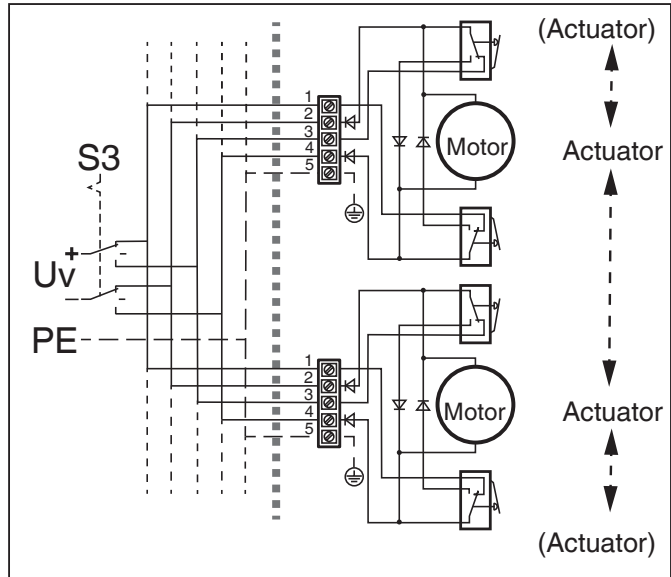 (Actuator)
1
2
3
4
5
Motor
Actuator
S3
+
Uv
–
PE
1
2
3
4
5
Motor
Actuator
(Actuator)